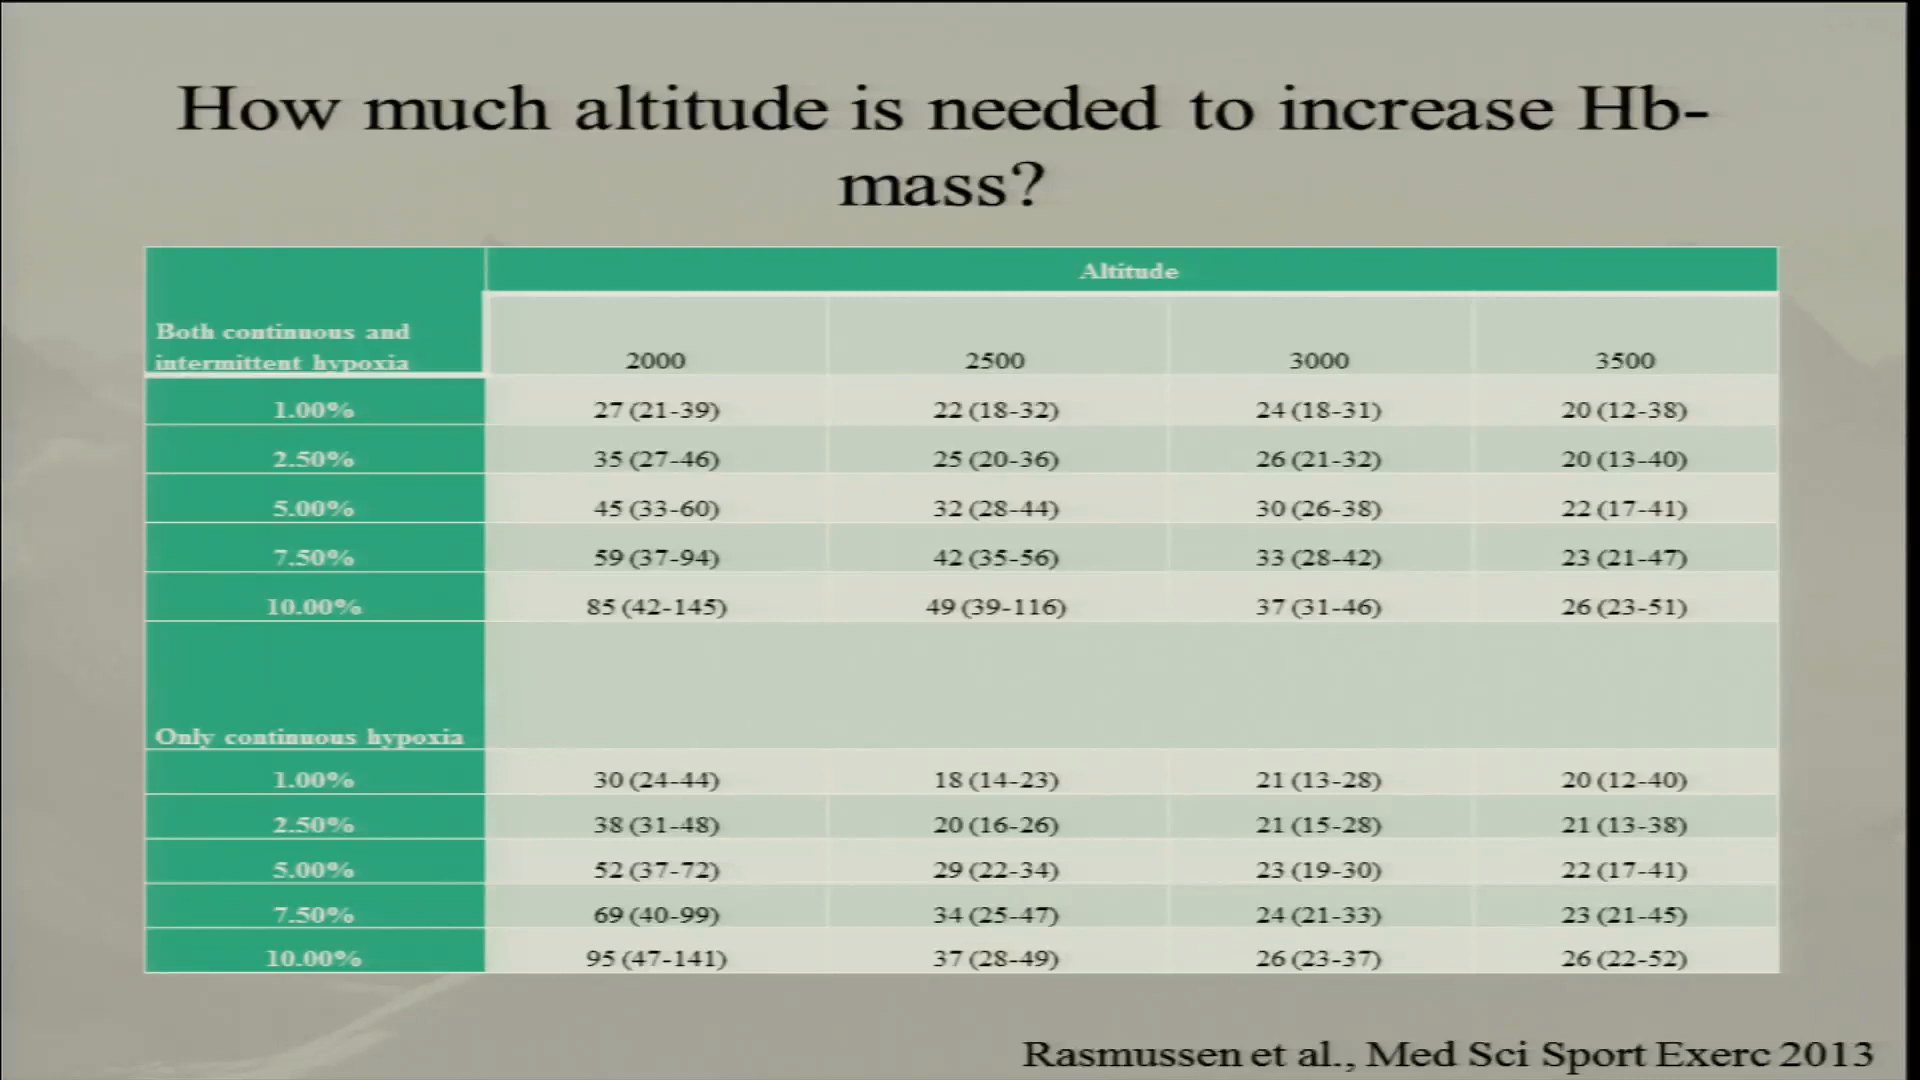 How much altitude is needed to increase Hb-
mass?
Altitude
Both continuous and
intermittent hypoxia
2000 2500 3000 3500
1.00% 27 (21-39) 22 (18-32) 24 (18-31) 20 (12-38)
2.50% 35 (27-46) 25 (20-36) 26 (21-32) 20 (13-40)
5.00% 45 (33-60) 32 (28-44) 30 (26-38) 22 (17-41)
7.50% 59 (37-94) 42 (35-56) 33 (28-42) 23 (21-47)
10.00% 85 (42-145) 49 (39-116) 37 (31-46) 26 (23-51)
Only continuous hypoxia
1.00% 30 (24-44) 18 (14-23) 21 (13-28) 20 (12-40)
2.50% 38 (31-48) 20 (16-26) 21 (15-28) 21 (13-38)
5.00% 52 (37-72) 29 (22-34) 23 (19-30) 22 (17-41)
7.50% 69 (40-99) 34 (25-47) 24 (21-33) 23 (21-45)
10.00% 95 (47-141) 37 (28-49) 26 (23-37) 26 (22-52)
Rasmussen et al., Med Sci Sport Exerc 2013